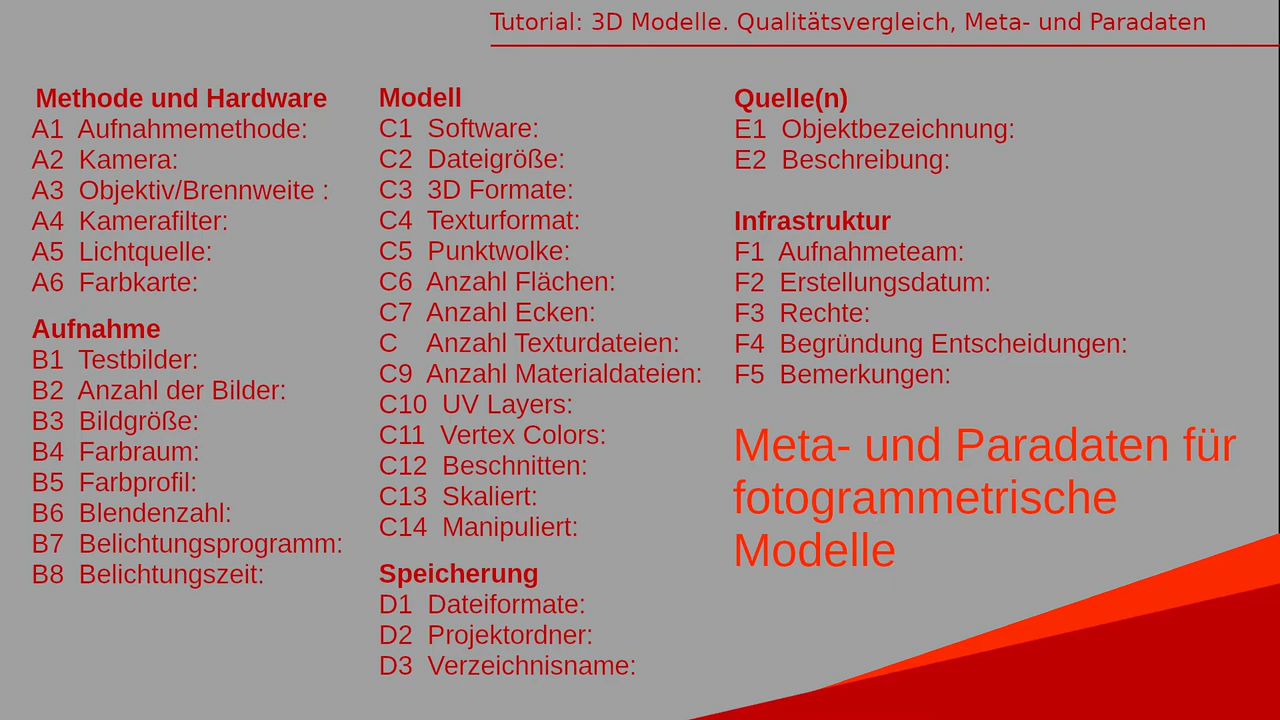 Tutorial: 3D Modelle. Qualitätsvergleich, Meta- und Paradaten
Methode und Hardware
A1 Aufnahmemethode:
A2 Kamera:
A3 Objektiv/Brennweite :
A4 Kamerafilter:
A5 Lichtquelle:
A6 Farbkarte:
Aufnahme
B1 Testbilder:
B2 Anzahl der Bilder:
B3 Bildgröße:
B4 Farbraum:
B5 Farbprofil:
B6 Blendenzahl:
B7 Belichtungsprogramm:
B8 Belichtungszeit:
Modell
C1 Software:
C2 Dateigröße:
C3 3D Formate:
C4 Texturformat:
C5 Punktwolke:
C6 Anzahl Flächen:
C7 Anzahl Ecken:
C Anzahl Texturdateien:
C9 Anzahl Materialdateien:
C10 UV Layers:
C11 Vertex Colors:
C12 Beschnitten:
C13 Skaliert:
C14 Manipuliert:
Speicherung
D1 Dateiformate:
D2 Projektordner:
D3 Verzeichnisname:
Quelle(n)
E1 Objektbezeichnung:
E2 Beschreibung:
Infrastruktur
F1 Aufnahmeteam:
F2 Erstellungsdatum:
F3 Rechte:
F4 Begründung Entscheidungen:
F5 Bemerkungen:
Meta- und Paradaten für
fotogrammetrische
Modelle